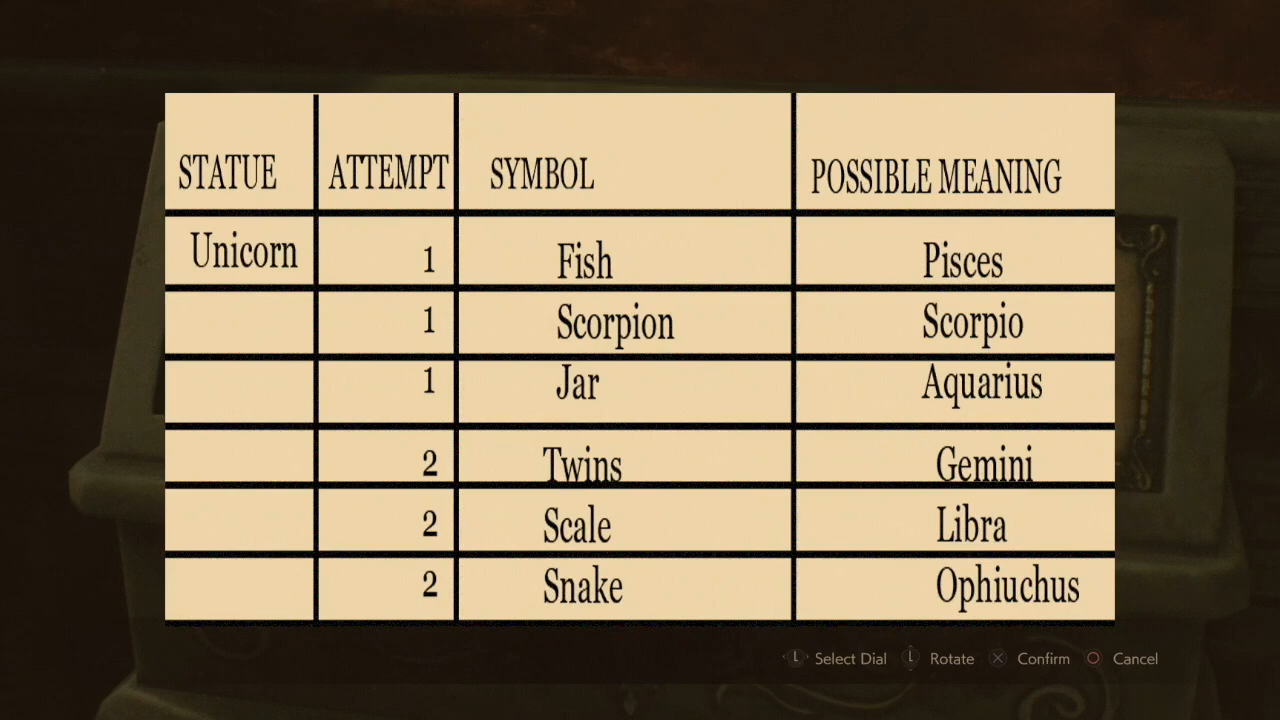 STATUE ATTEMPT SYMBOL POSSIBLE MEANING
Unicorn 1 Fish Pisces
1 Scorpion Scorpio
1 Jar Aquarius
2 Twins Gemini
2 Scale Libra
2 Snake Ophiuchus
L Select Dial L Rotate Confirm Cancel